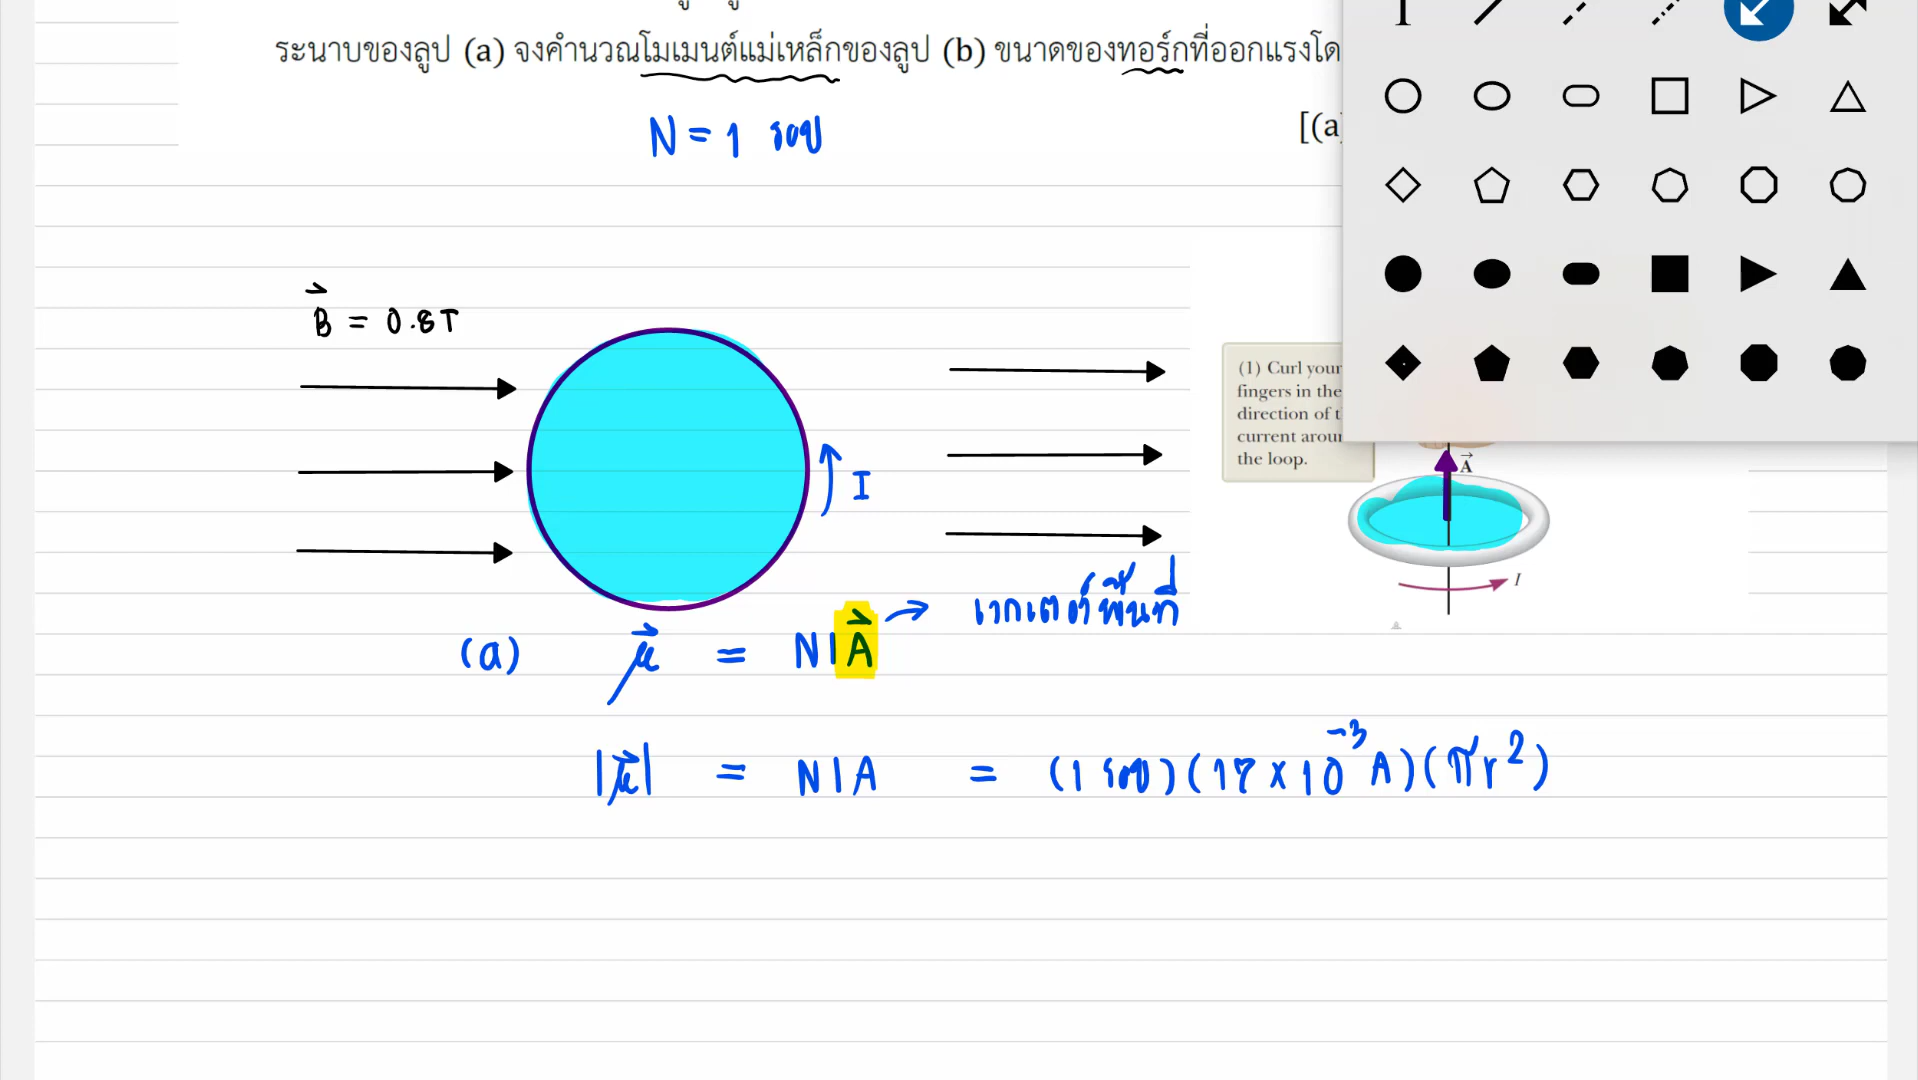 ระนาบของลูป (a) จงคำนวณโมเมนต์แม่เหล็กของลูป (b) ขนาดของทอร์กที่ออกแรงโด
[(a)
N = 1 รอบ
B⃗ = 0.8T
(1) Curl your
fingers in the
direction of t
current arou
the loop.
A⃗
I
I
เวกเตอร์พื้นที่
(a) μ⃗ = NIA⃗
|μ⃗| = NIA = (1 รอบ)(17 × 10⁻³ A)(πr²)